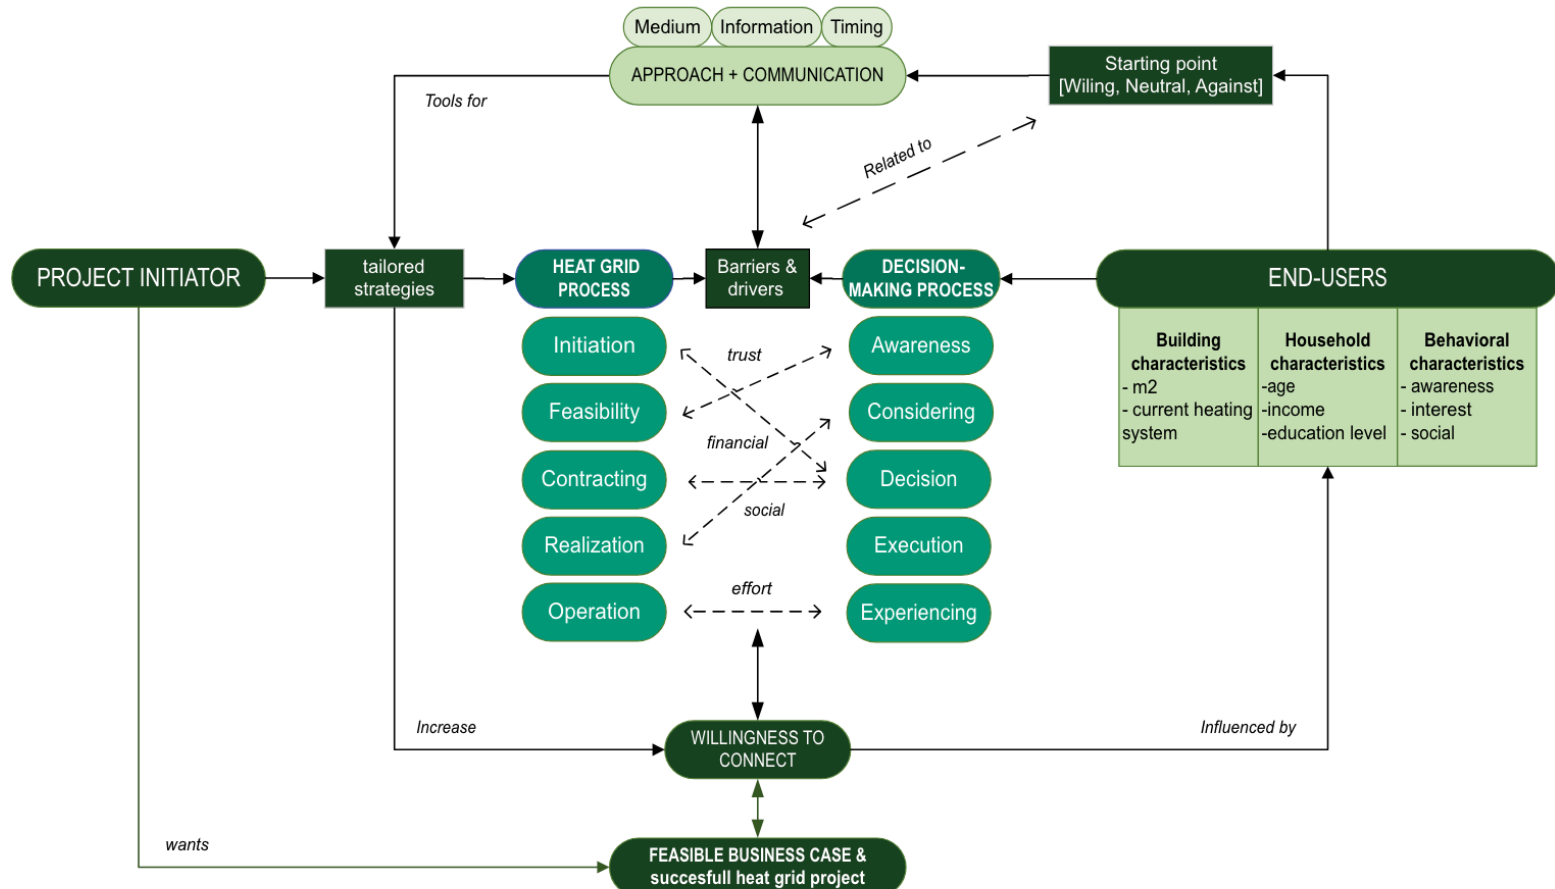 Medium
Information
Timing
APPROACH + COMMUNICATION
Starting point
[Wiling, Neutral, Against]
Tools for
Related to
PROJECT INITIATOR
tailored
strategies
HEAT GRID
PROCESS
Barriers &
drivers
DECISION-
MAKING PROCESS
END-USERS
Initiation
Feasibility
Contracting
Realization
Operation
trust
financial
social
effort
Awareness
Considering
Decision
Execution
Experiencing
Building
characteristics
- m2
- current heating
system
Household
characteristics
-age
-income
-education level
Behavioral
characteristics
- awareness
- interest
- social
Increase
WILLINGNESS TO
CONNECT
Influenced by
wants
FEASIBLE BUSINESS CASE &
succesfull heat grid project